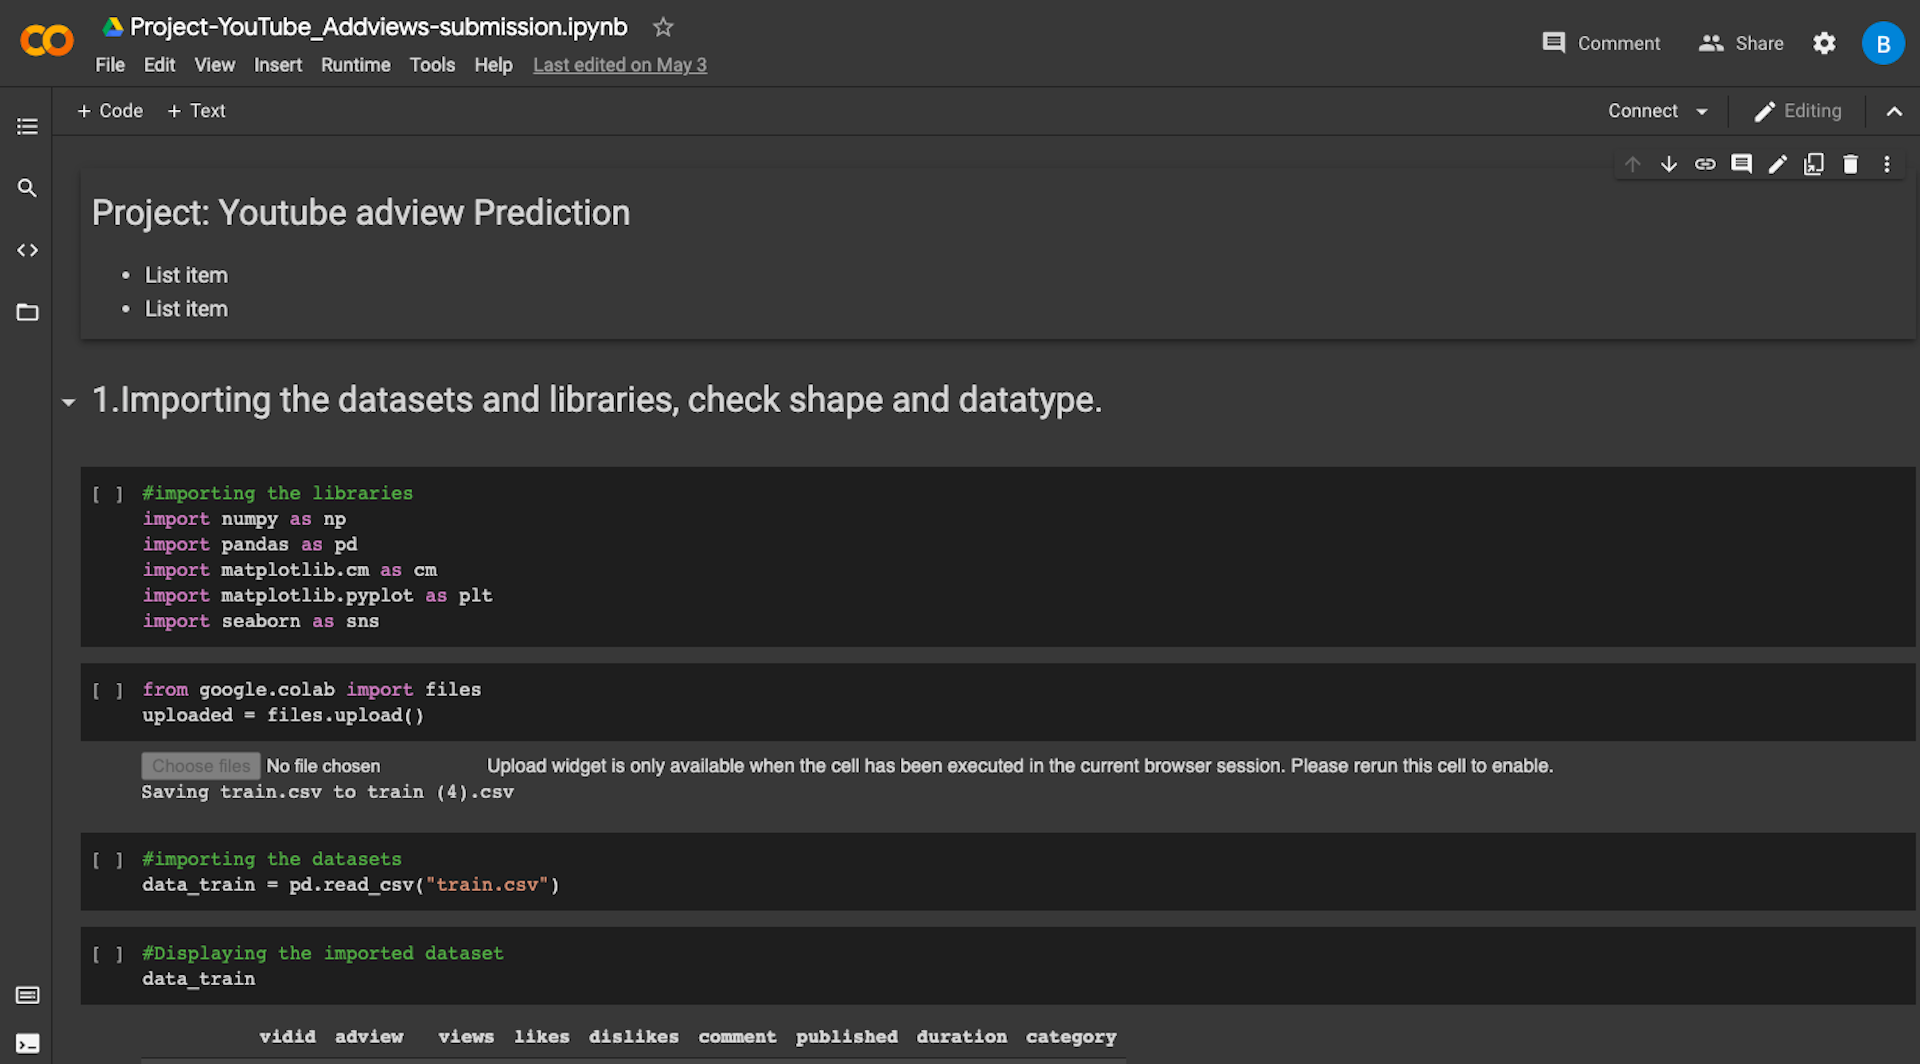 Project-YouTube_Addviews-submission.ipynb
File Edit View Insert Runtime Tools Help Last edited on May 3
Comment Share B
+ Code + Text
Connect Editing
Project: Youtube adview Prediction
• List item
• List item
1.Importing the datasets and libraries, check shape and datatype.
[ ] #importing the libraries
import numpy as np
import pandas as pd
import matplotlib.cm as cm
import matplotlib.pyplot as plt
import seaborn as sns
[ ] from google.colab import files
uploaded = files.upload()
Choose files No file chosen Upload widget is only available when the cell has been executed in the current browser session. Please rerun this cell to enable.
Saving train.csv to train (4).csv
[ ] #importing the datasets
data_train = pd.read_csv("train.csv")
[ ] #Displaying the imported dataset
data_train
vidid adview views likes dislikes comment published duration category